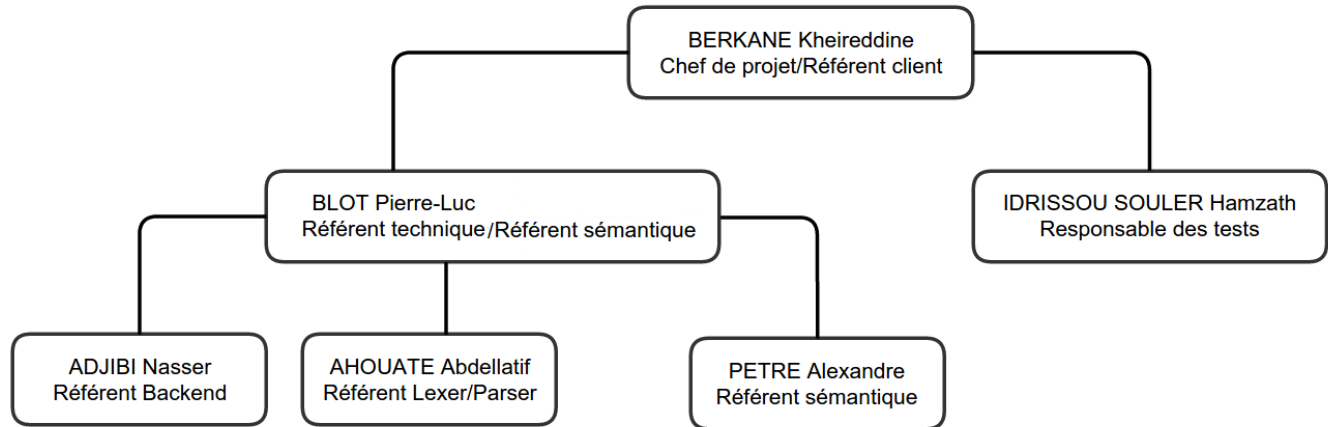 BERKANE Kheireddine
Chef de projet/Référent client
BLOT Pierre-Luc
Référent technique/Référent sémantique
IDRISSOU SOULER Hamzath
Responsable des tests
ADJIBI Nasser
Référent Backend
AHOUATE Abdellatif
Référent Lexer/Parser
PETRE Alexandre
Référent sémantique